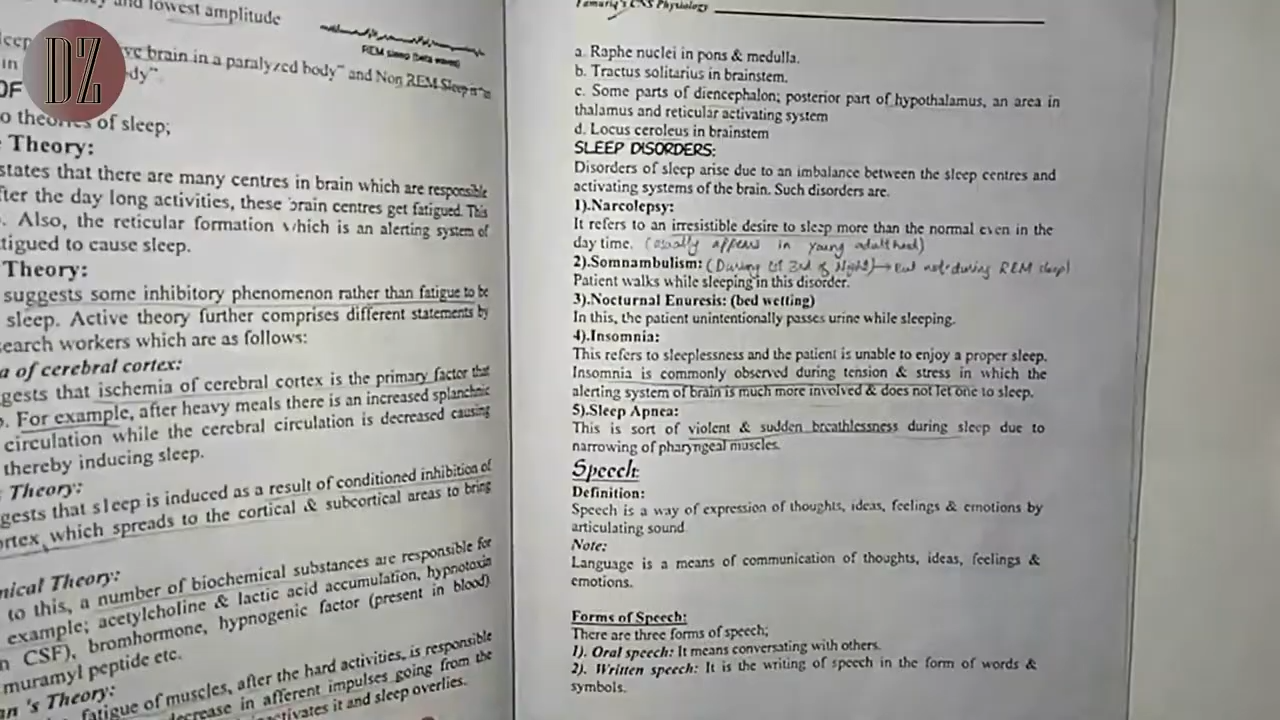 and lowest amplitude
REM sleep (beta waves)
ve brain in a paralyzed body" and Non REM Sleep is "an
in
dy".
DZ
OF
o theories of sleep;
Theory:
states that there are many centres in brain which are responsible
fter the day long activities, these brain centres get fatigued. This
. Also, the reticular formation which is an alerting system of
tigued to cause sleep.
Theory:
suggests some inhibitory phenomenon rather than fatigue to be
sleep. Active theory further comprises different statements by
earch workers which are as follows:
a of cerebral cortex:
gests that ischemia of cerebral cortex is the primary factor that
. For example, after heavy meals there is an increased splanchnic
circulation while the cerebral circulation is decreased causing
thereby inducing sleep.
Theory:
gests that sleep is induced as a result of conditioned inhibition of
ortex which spreads to the cortical & subcortical areas to bring
nical Theory:
to this, a number of biochemical substances are responsible for
example; acetylcholine & lactic acid accumulation, hypnotoxin
n CSF), bromhormone, hypnogenic factor (present in blood)
muramyl peptide etc.
an 's Theory:
fatigue of muscles, after the hard activities, is responsible
decrease in afferent impulses going from the
activates it and sleep overlies.
Tamariq's CNS Physiology
a. Raphe nuclei in pons & medulla.
b. Tractus solitarius in brainstem.
c. Some parts of diencephalon; posterior part of hypothalamus, an area in
thalamus and reticular activating system
d. Locus ceroleus in brainstem
SLEEP DISORDERS:
Disorders of sleep arise due to an imbalance between the sleep centres and
activating systems of the brain. Such disorders are.
1).Narcolepsy:
It refers to an irresistible desire to sleep more than the normal even in the
day time. (usually appears in young adulthood)
2).Somnambulism: (During 1st 3rd of Night)→ But not during REM sleep)
Patient walks while sleeping in this disorder.
3).Nocturnal Enuresis: (bed wetting)
In this, the patient unintentionally passes urine while sleeping.
4).Insomnia:
This refers to sleeplessness and the patient is unable to enjoy a proper sleep.
Insomnia is commonly observed during tension & stress in which the
alerting system of brain is much more involved & does not let one to sleep.
5).Sleep Apnea:
This is sort of violent & sudden breathlessness during sleep due to
narrowing of pharyngeal muscles.
Speech:
Definition:
Speech is a way of expression of thoughts, ideas, feelings & emotions by
articulating sound
Note:
Language is a means of communication of thoughts, ideas, feelings &
emotions.
Forms of Speech:
There are three forms of speech;
1). Oral speech: It means conversating with others.
2). Written speech: It is the writing of speech in the form of words &
symbols.